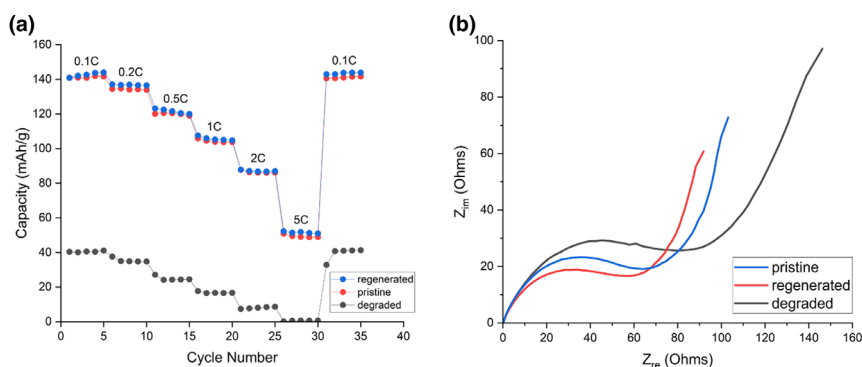 (a)
160
140
120
100
80
60
40
20
0
Capacity (mAh/g)
0.1C
0.2C
0.5C
1C
2C
5C
0.1C
regenerated
pristine
degraded
0 5 10 15 20 25 30 35 40
Cycle Number
(b)
100
80
60
40
20
0
Zim (Ohms)
pristine
regenerated
degraded
0 20 40 60 80 100 120 140 160
Zre (Ohms)